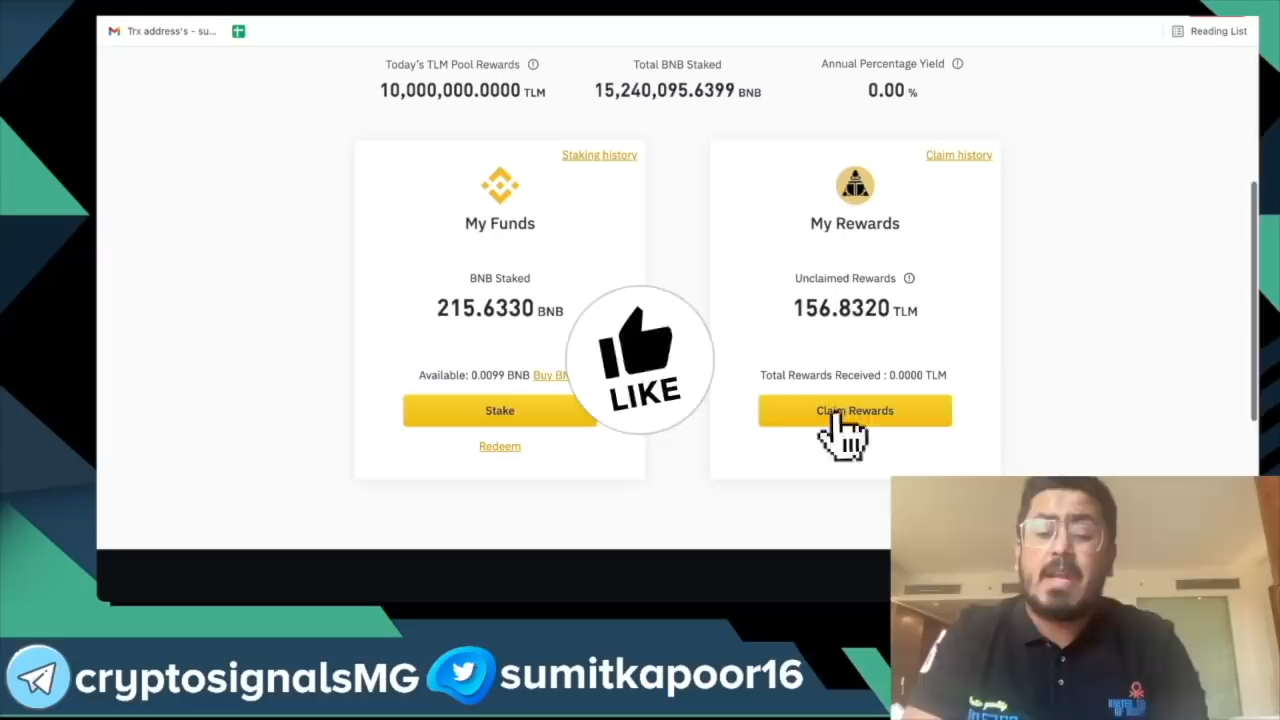 Trx address's - su...
Reading List
Today's TLM Pool Rewards
Total BNB Staked
Annual Percentage Yield
10,000,000.0000 TLM
15,240,095.6399 BNB
0.00 %
Staking history
My Funds
BNB Staked
215.6330 BNB
Available: 0.0099 BNB Buy
Stake
Redeem
Claim history
My Rewards
Unclaimed Rewards
156.8320 TLM
Total Rewards Received : 0.0000 TLM
Claim Rewards
LIKE
cryptosignalsMG
sumitkapoor16